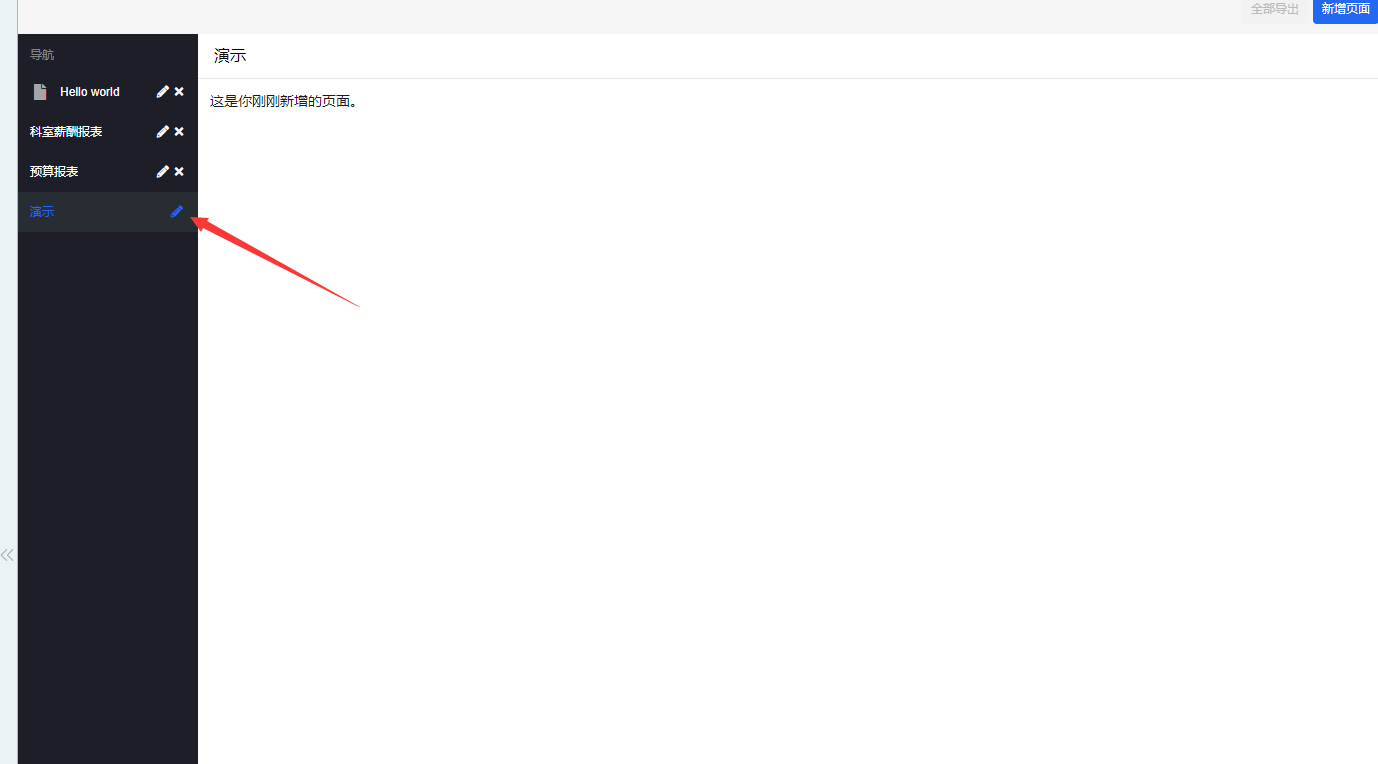 全部导出
新增页面
导航
演示
Hello world
这是你刚刚新增的页面。
科室薪酬报表
预算报表
演示